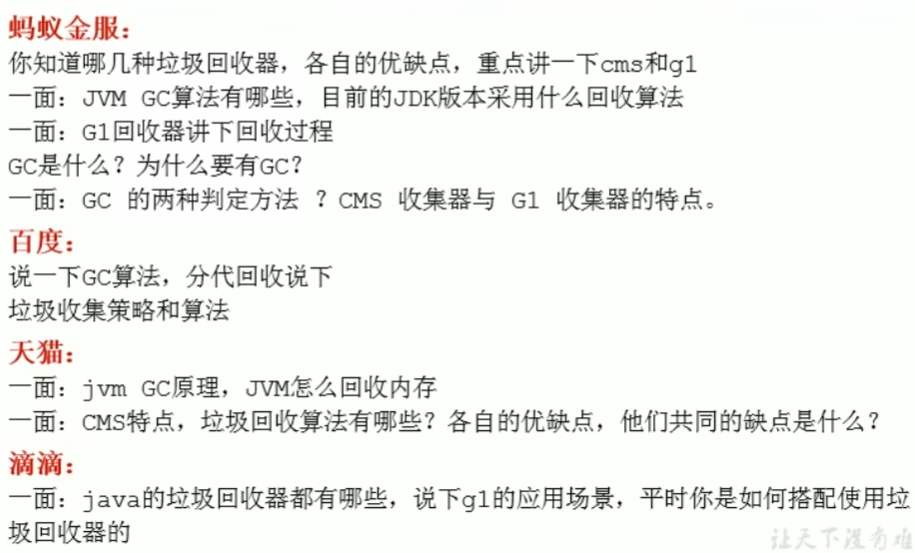 蚂蚁金服：
你知道哪几种垃圾回收器，各自的优缺点，重点讲一下cms和g1
一面：JVM GC算法有哪些，目前的JDK版本采用什么回收算法
一面：G1回收器讲下回收过程
GC是什么？为什么要有GC？
一面：GC 的两种判定方法 ？CMS 收集器与 G1 收集器的特点。
百度：
说一下GC算法，分代回收说下
垃圾收集策略和算法
天猫：
一面：jvm GC原理，JVM怎么回收内存
一面：CMS特点，垃圾回收算法有哪些？各自的优缺点，他们共同的缺点是什么？
滴滴：
一面：java的垃圾回收器都有哪些，说下g1的应用场景，平时你是如何搭配使用垃
圾回收器的
让天下没有难